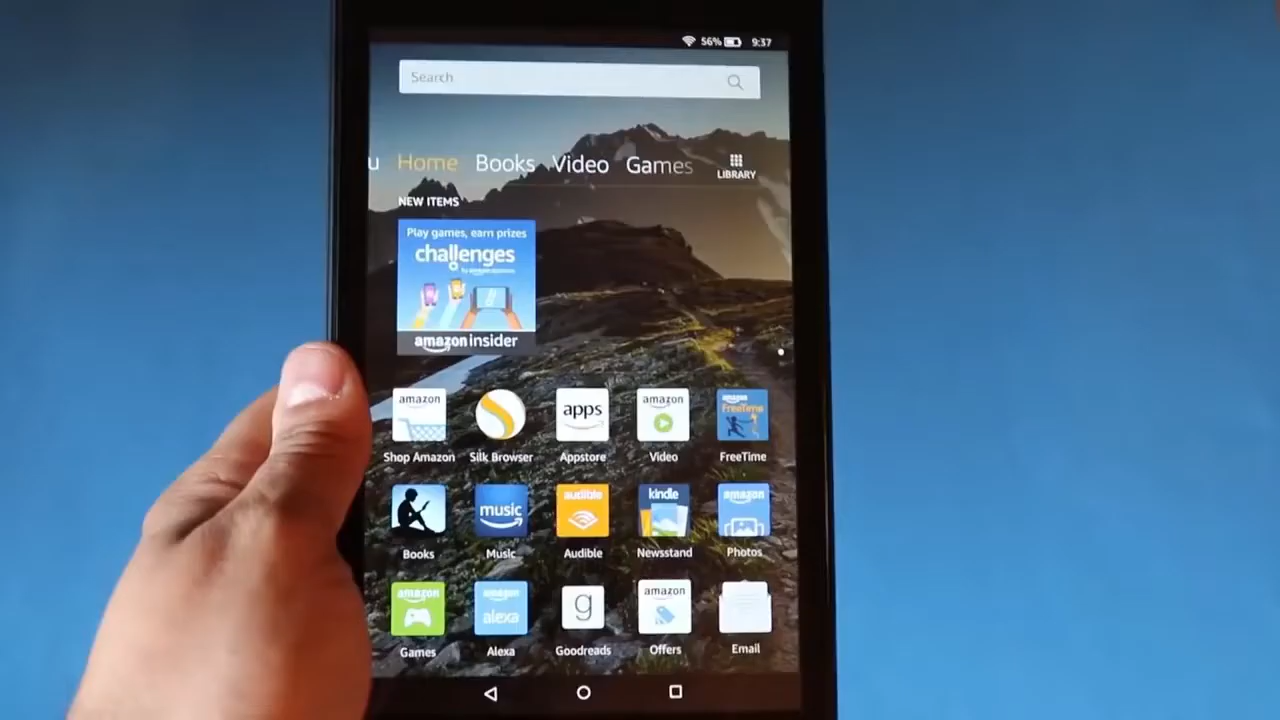 56% 9:37
Search
u Home Books Video Games LIBRARY
NEW ITEMS
Play games, earn prizes
challenges
amazon insider
amazon
amazon
amazon
FreeTime
apps
Shop Amazon Silk Browser Appstore Video FreeTime
music
audible
kindle
amazon
Books Music Audible Newsstand Photos
amazon
amazon
alexa
g
amazon
Games Alexa Goodreads Offers Email